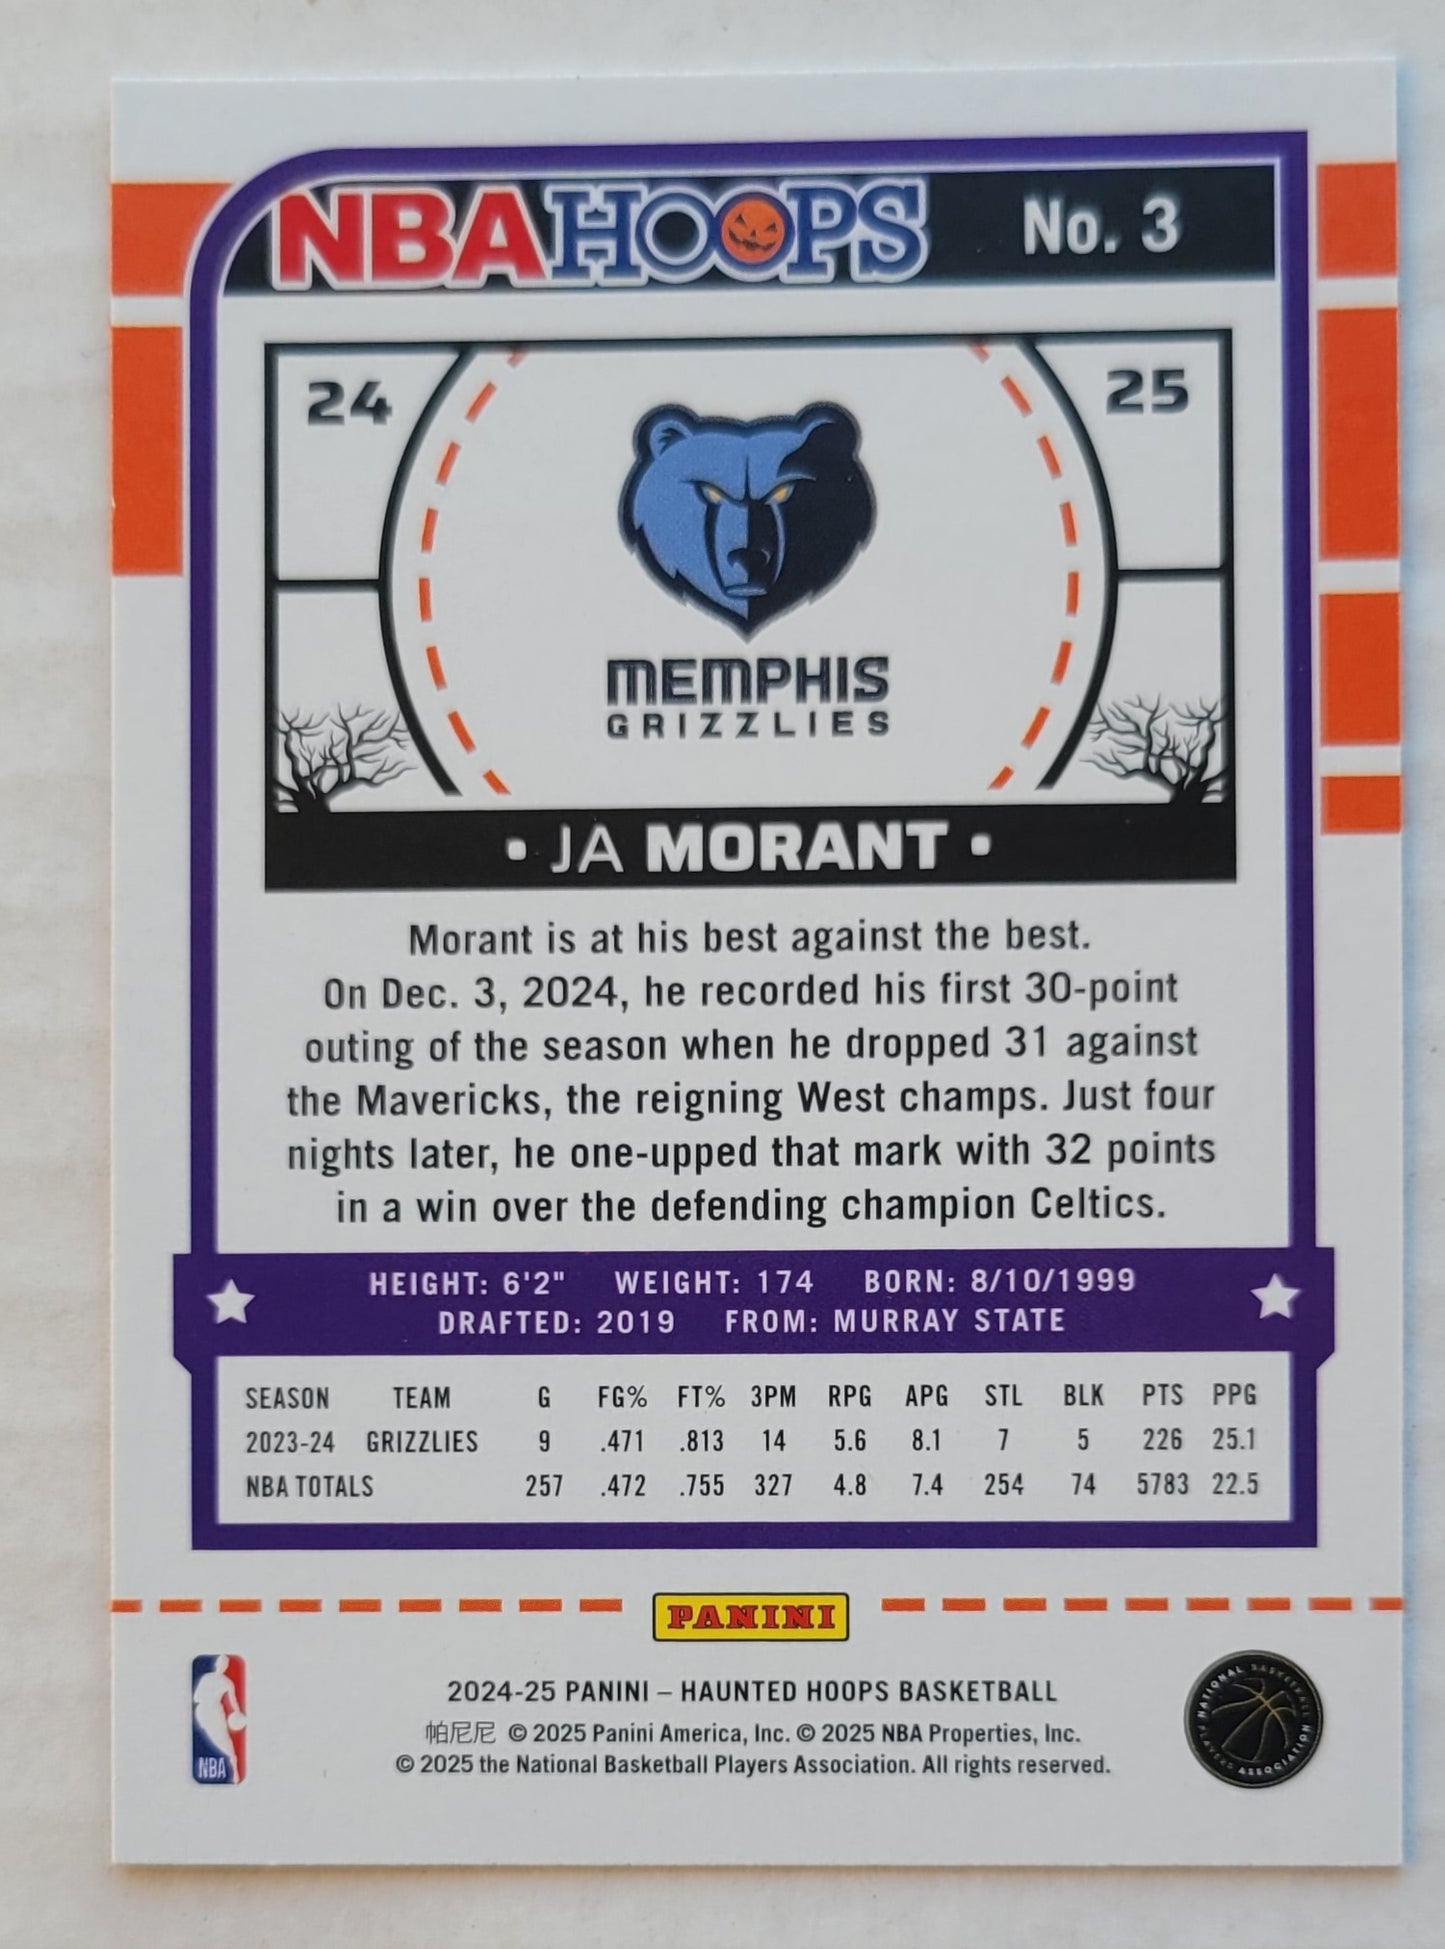 NBA HOOPS No. 3
24 25
MEMPHIS
GRIZZLIES
• JA MORANT •
Morant is at his best against the best.
On Dec. 3, 2024, he recorded his first 30-point
outing of the season when he dropped 31 against
the Mavericks, the reigning West champs. Just four
nights later, he one-upped that mark with 32 points
in a win over the defending champion Celtics.
HEIGHT: 6'2" WEIGHT: 174 BORN: 8/10/1999
DRAFTED: 2019 FROM: MURRAY STATE
SEASON TEAM G FG% FT% 3PM RPG APG STL BLK PTS PPG
2023-24 GRIZZLIES 9 .471 .813 14 5.6 8.1 7 5 226 25.1
NBA TOTALS 257 .472 .755 327 4.8 7.4 254 74 5783 22.5
PANINI
2024-25 PANINI – HAUNTED HOOPS BASKETBALL
帕尼尼 © 2025 Panini America, Inc. © 2025 NBA Properties, Inc.
© 2025 the National Basketball Players Association. All rights reserved.
NBA
NATIONAL BASKETBALL PLAYERS ASSOCIATION